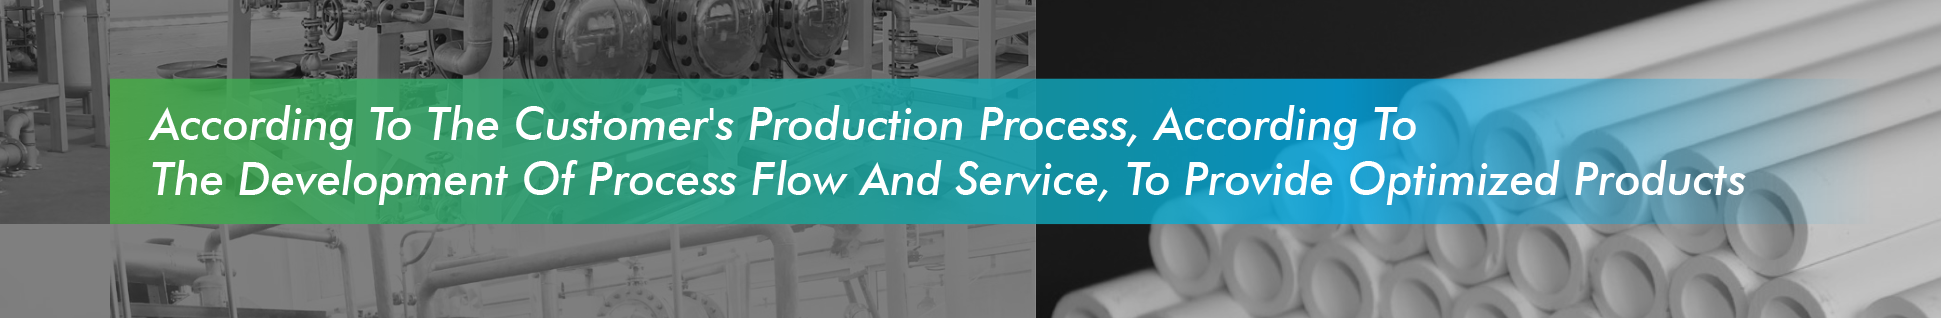 According To The Customer's Production Process, According To
The Development Of Process Flow And Service, To Provide Optimized Products